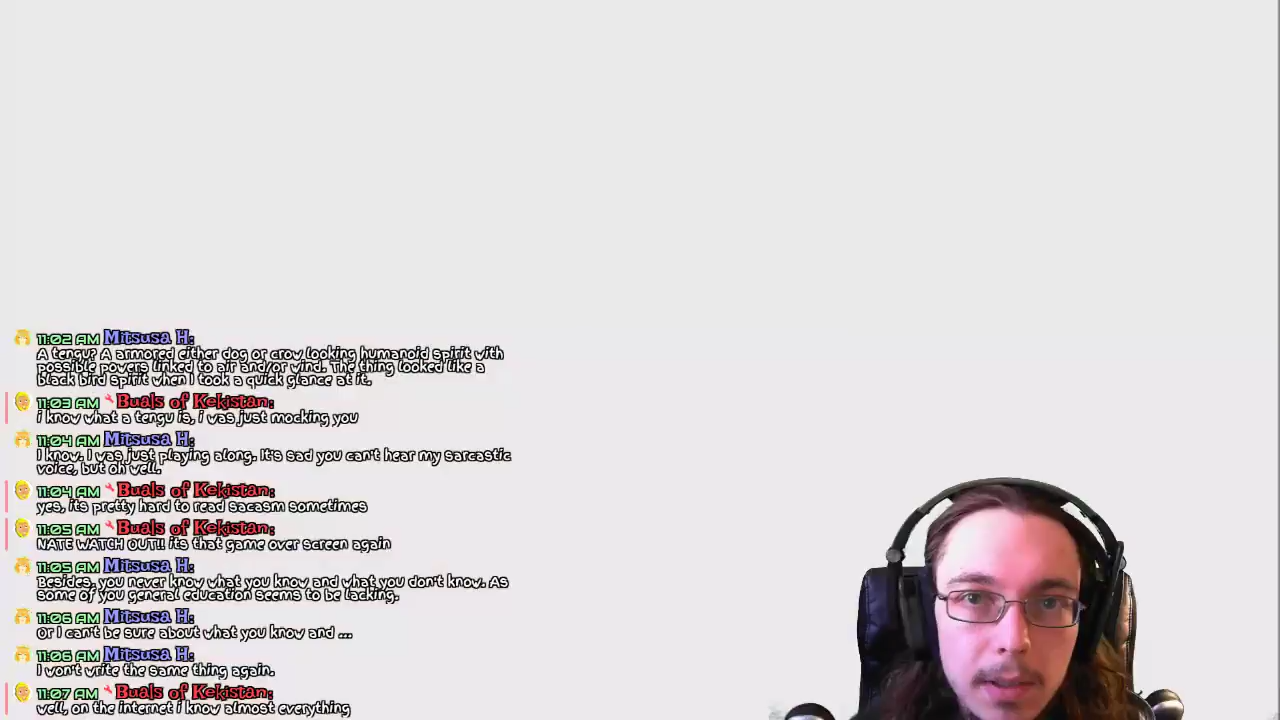 11:02 AM Mitsusa H:
A tengu? A armored either dog or crow looking humanoid spirit with
possible powers linked to air and/or wind. The thing looked like a
black bird spirit when I took a quick glance at it.
11:03 AM Buals of Kekistan:
i know what a tengu is, i was just mocking you
11:04 AM Mitsusa H:
I know. I was just playing along. It's sad you can't hear my sarcastic
voice, but oh well.
11:04 AM Buals of Kekistan:
yes, its pretty hard to read sacasm sometimes
11:05 AM Buals of Kekistan:
NATE WATCH OUT!! its that game over screen again
11:05 AM Mitsusa H:
Besides, you never know what you know and what you don't know. As
some of you general education seems to be lacking.
11:06 AM Mitsusa H:
Or I can't be sure about what you know and ...
11:06 AM Mitsusa H:
I won't write the same thing again.
11:07 AM Buals of Kekistan:
well, on the internet i know almost everything